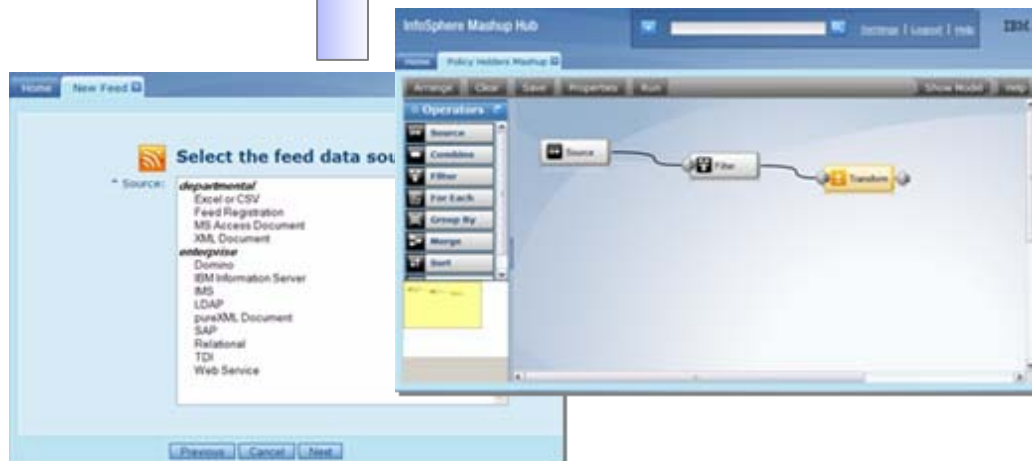 InfoSphere Mashup Hub
Settings | Logout | Help
IBM
Home
Policy Holders Mashup
Arrange
Clear
Save
Properties
Run
Show Model
Help
Operators
Source
Combine
Filter
For Each
Group By
Merge
Sort
Source
Filter
Transform
Home
New Feed
Select the feed data sou
* Source:
departmental
Excel or CSV
Feed Registration
MS Access Document
XML Document
enterprise
Domino
IBM Information Server
IMS
LDAP
pureXML Document
SAP
Relational
TDI
Web Service
Previous
Cancel
Next